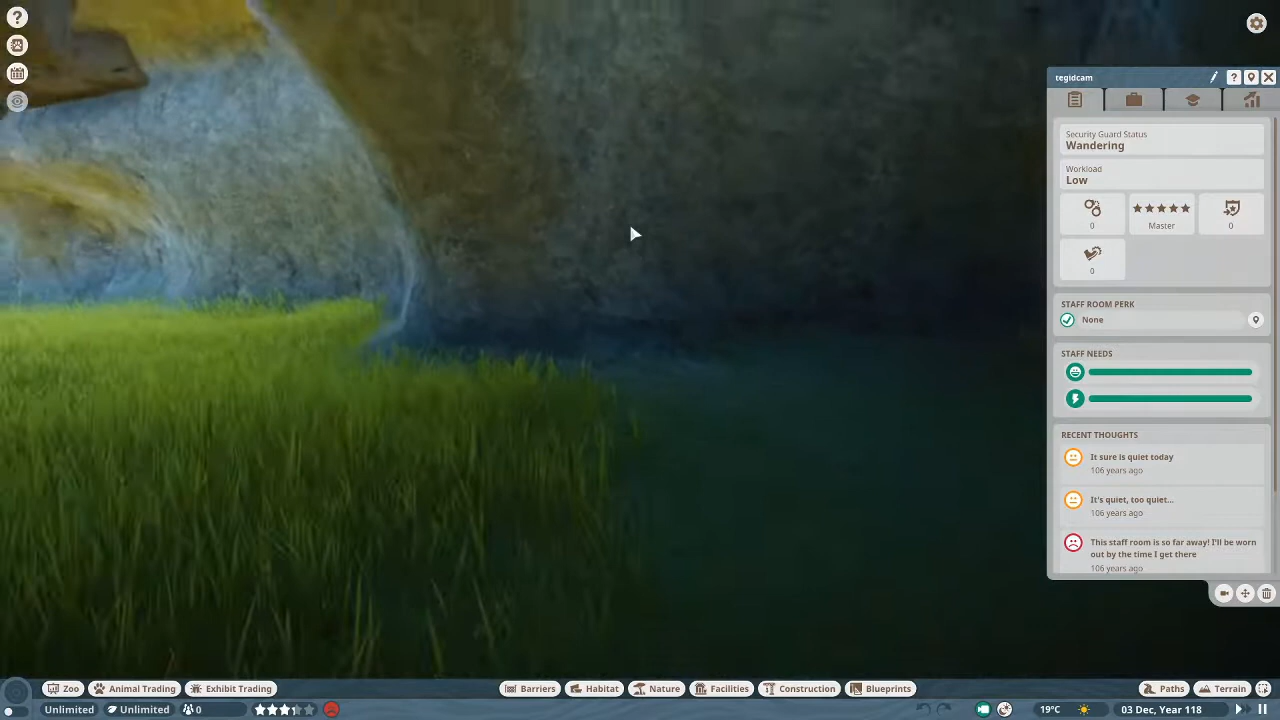 tegidcam
Security Guard Status
Wandering
Workload
Low
0
Master
0
0
STAFF ROOM PERK
None
STAFF NEEDS
RECENT THOUGHTS
It sure is quiet today
106 years ago
It's quiet, too quiet...
106 years ago
This staff room is so far away! I'll be worn
out by the time I get there
106 years ago
Zoo
Animal Trading
Exhibit Trading
Barriers
Habitat
Nature
Facilities
Construction
Blueprints
Paths
Terrain
Unlimited
Unlimited
0
19°C
03 Dec, Year 118